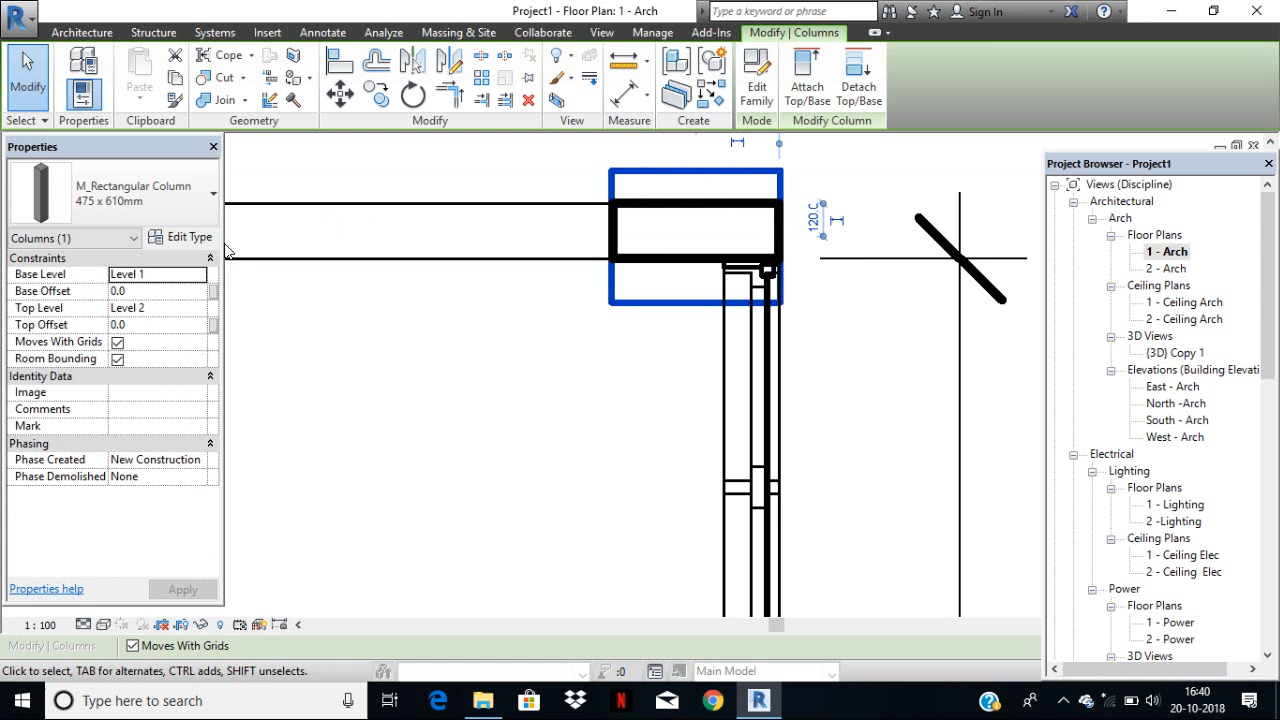 Project1 - Floor Plan: 1 - Arch
Type a keyword or phrase
Sign In
Architecture
Structure
Systems
Insert
Annotate
Analyze
Massing & Site
Collaborate
View
Manage
Add-Ins
Modify | Columns
Modify
Paste
Cope
Cut
Join
Edit Family
Attach Top/Base
Detach Top/Base
Select
Properties
Clipboard
Geometry
Modify
View
Measure
Create
Mode
Modify Column
Properties
M_Rectangular Column
475 x 610mm
Columns (1)
Edit Type
Constraints
Base Level Level 1
Base Offset 0.0
Top Level Level 2
Top Offset 0.0
Moves With Grids
Room Bounding
Identity Data
Image
Comments
Mark
Phasing
Phase Created New Construction
Phase Demolished None
Properties help
Apply
120.0
Project Browser - Project1
Views (Discipline)
Architectural
Arch
Floor Plans
1 - Arch
2 - Arch
Ceiling Plans
1 - Ceiling Arch
2 - Ceiling Arch
3D Views
{3D} Copy 1
Elevations (Building Elevati
East - Arch
North -Arch
South - Arch
West - Arch
Electrical
Lighting
Floor Plans
1 - Lighting
2 -Lighting
Ceiling Plans
1 - Ceiling Elec
2 - Ceiling Elec
Power
Floor Plans
1 - Power
2 - Power
3D Views
1 : 100
Modify | Columns
Moves With Grids
Click to select, TAB for alternates, CTRL adds, SHIFT unselects.
:0
Main Model
Type here to search
16:40
20-10-2018